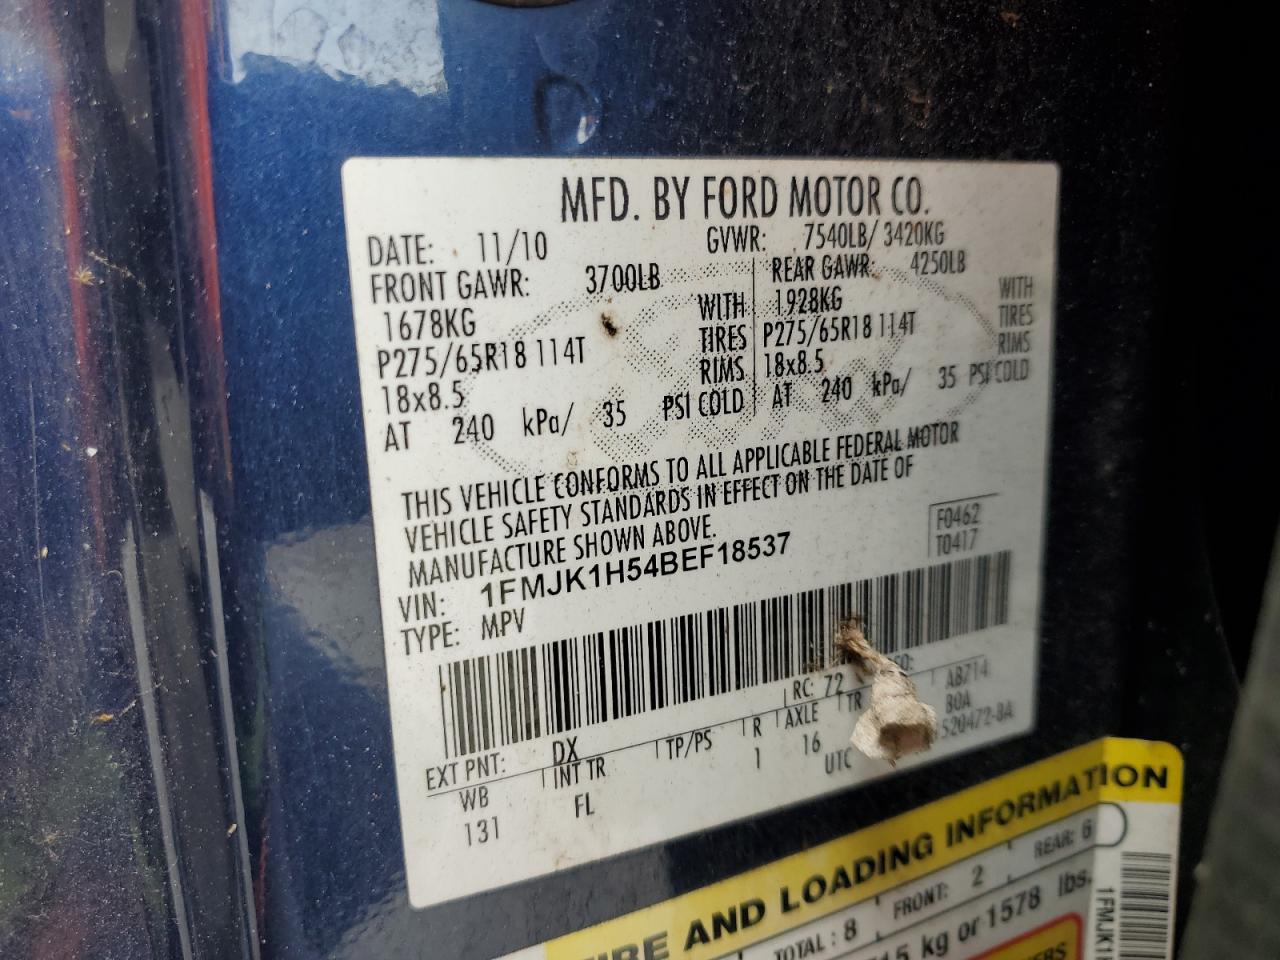 MFD. BY FORD MOTOR CO.
DATE: 11/10 GVWR: 7540LB/ 3420KG
FRONT GAWR: 3700LB REAR GAWR: 4250LB
1678KG WITH 1928KG WITH
P275/65R18 114T TIRES P275/65R18 114T TIRES
18x8.5 RIMS 18x8.5 RIMS
AT 240 kPa/ 35 PSI COLD AT 240 kPa/ 35 PSI COLD
THIS VEHICLE CONFORMS TO ALL APPLICABLE FEDERAL MOTOR
VEHICLE SAFETY STANDARDS IN EFFECT ON THE DATE OF
MANUFACTURE SHOWN ABOVE.
F0462
VIN: 1FMJK1H54BEF18537
T0417
TYPE: MPV
EXT PNT: DX RC: 72
WB INT TR TP/PS R AXLE TR
131 FL 1 16
UTC
TIRE AND LOADING INFORMATION
TOTAL: 8 FRONT: 2 REAR: 6
kg or 1578 lbs.
1FMJK1